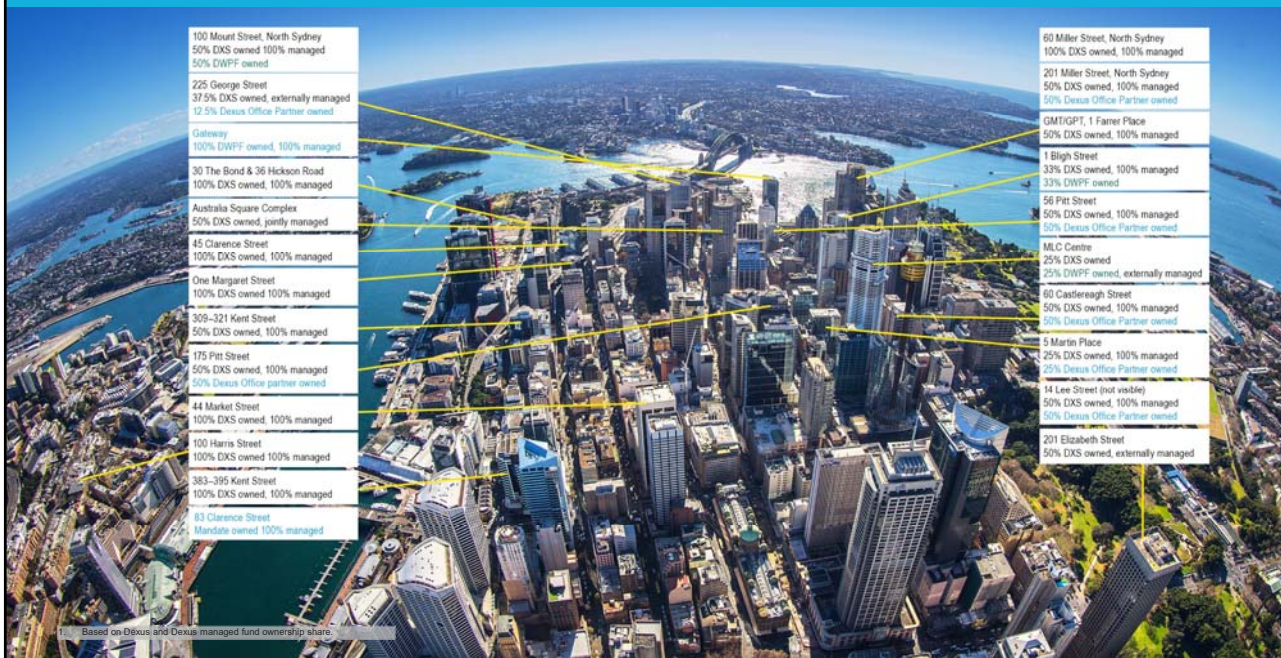 100 Mount Street, North Sydney
50% DXS owned 100% managed
50% DWPF owned
225 George Street
37.5% DXS owned, externally managed
12.5% Dexus Office Partner owned
Gateway
100% DWPF owned, 100% managed
30 The Bond & 36 Hickson Road
100% DXS owned, 100% managed
Australia Square Complex
50% DXS owned, jointly managed
45 Clarence Street
100% DXS owned, 100% managed
One Margaret Street
100% DXS owned 100% managed
309–321 Kent Street
50% DXS owned, 100% managed
175 Pitt Street
50% DXS owned, 100% managed
50% Dexus Office partner owned
44 Market Street
100% DXS owned, 100% managed
100 Harris Street
100% DXS owned 100% managed
383–395 Kent Street
100% DXS owned, 100% managed
83 Clarence Street
Mandate owned 100% managed
60 Miller Street, North Sydney
100% DXS owned, 100% managed
201 Miller Street, North Sydney
50% DXS owned, 100% managed
50% Dexus Office Partner owned
GMT/GPT, 1 Farrer Place
50% DXS owned, 100% managed
1 Bligh Street
33% DXS owned, 100% managed
33% DWPF owned
56 Pitt Street
50% DXS owned, 100% managed
50% Dexus Office Partner owned
MLC Centre
25% DXS owned
25% DWPF owned, externally managed
60 Castlereagh Street
50% DXS owned, 100% managed
50% Dexus Office Partner owned
5 Martin Place
25% DXS owned, 100% managed
25% Dexus Office Partner owned
14 Lee Street (not visible)
50% DXS owned, 100% managed
50% Dexus Office Partner owned
201 Elizabeth Street
50% DXS owned, externally managed
1. Based on Dexus and Dexus managed fund ownership share.